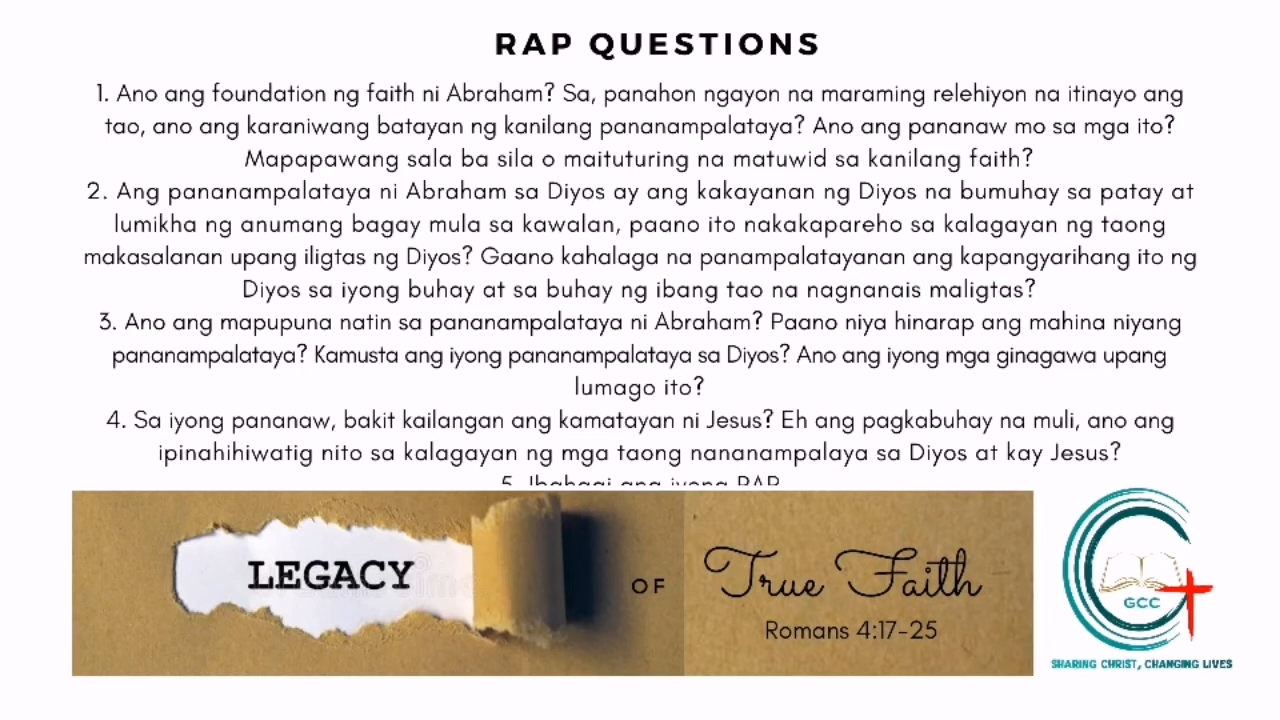 RAP QUESTIONS
1. Ano ang foundation ng faith ni Abraham? Sa, panahon ngayon na maraming relehiyon na itinayo ang
tao, ano ang karaniwang batayan ng kanilang pananampalataya? Ano ang pananaw mo sa mga ito?
Mapapawang sala ba sila o maituturing na matuwid sa kanilang faith?
2. Ang pananampalataya ni Abraham sa Diyos ay ang kakayanan ng Diyos na bumuhay sa patay at
lumikha ng anumang bagay mula sa kawalan, paano ito nakakapareho sa kalagayan ng taong
makasalanan upang iligtas ng Diyos? Gaano kahalaga na panampalatayanan ang kapangyarihang ito ng
Diyos sa iyong buhay at sa buhay ng ibang tao na nagnanais maligtas?
3. Ano ang mapupuna natin sa pananampalataya ni Abraham? Paano niya hinarap ang mahina niyang
pananampalataya? Kamusta ang iyong pananampalataya sa Diyos? Ano ang iyong mga ginagawa upang
lumago ito?
4. Sa iyong pananaw, bakit kailangan ang kamatayan ni Jesus? Eh ang pagkabuhay na muli, ano ang
ipinahihiwatig nito sa kalagayan ng mga taong nananampalaya sa Diyos at kay Jesus?
5. Ibahagi ang iyong RAP
LEGACY
OF
True Faith
Romans 4:17-25
GCC
SHARING CHRIST, CHANGING LIVES